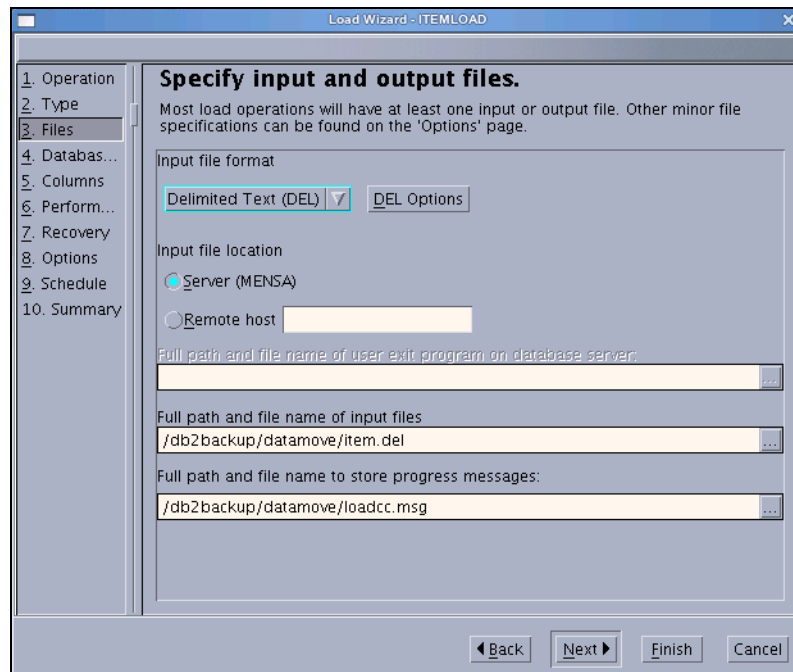 Load Wizard - ITEMLOAD
1. Operation
2. Type
3. Files
4. Databas...
5. Columns
6. Perform...
7. Recovery
8. Options
9. Schedule
10. Summary
Specify input and output files.
Most load operations will have at least one input or output file. Other minor file
specifications can be found on the 'Options' page.
Input file format
Delimited Text (DEL)
DEL Options
Input file location
Server (MENSA)
Remote host
Full path and file name of user exit program on database server:
...
Full path and file name of input files
/db2backup/datamove/item.del
...
Full path and file name to store progress messages:
/db2backup/datamove/loadcc.msg
...
Back
Next
Finish
Cancel